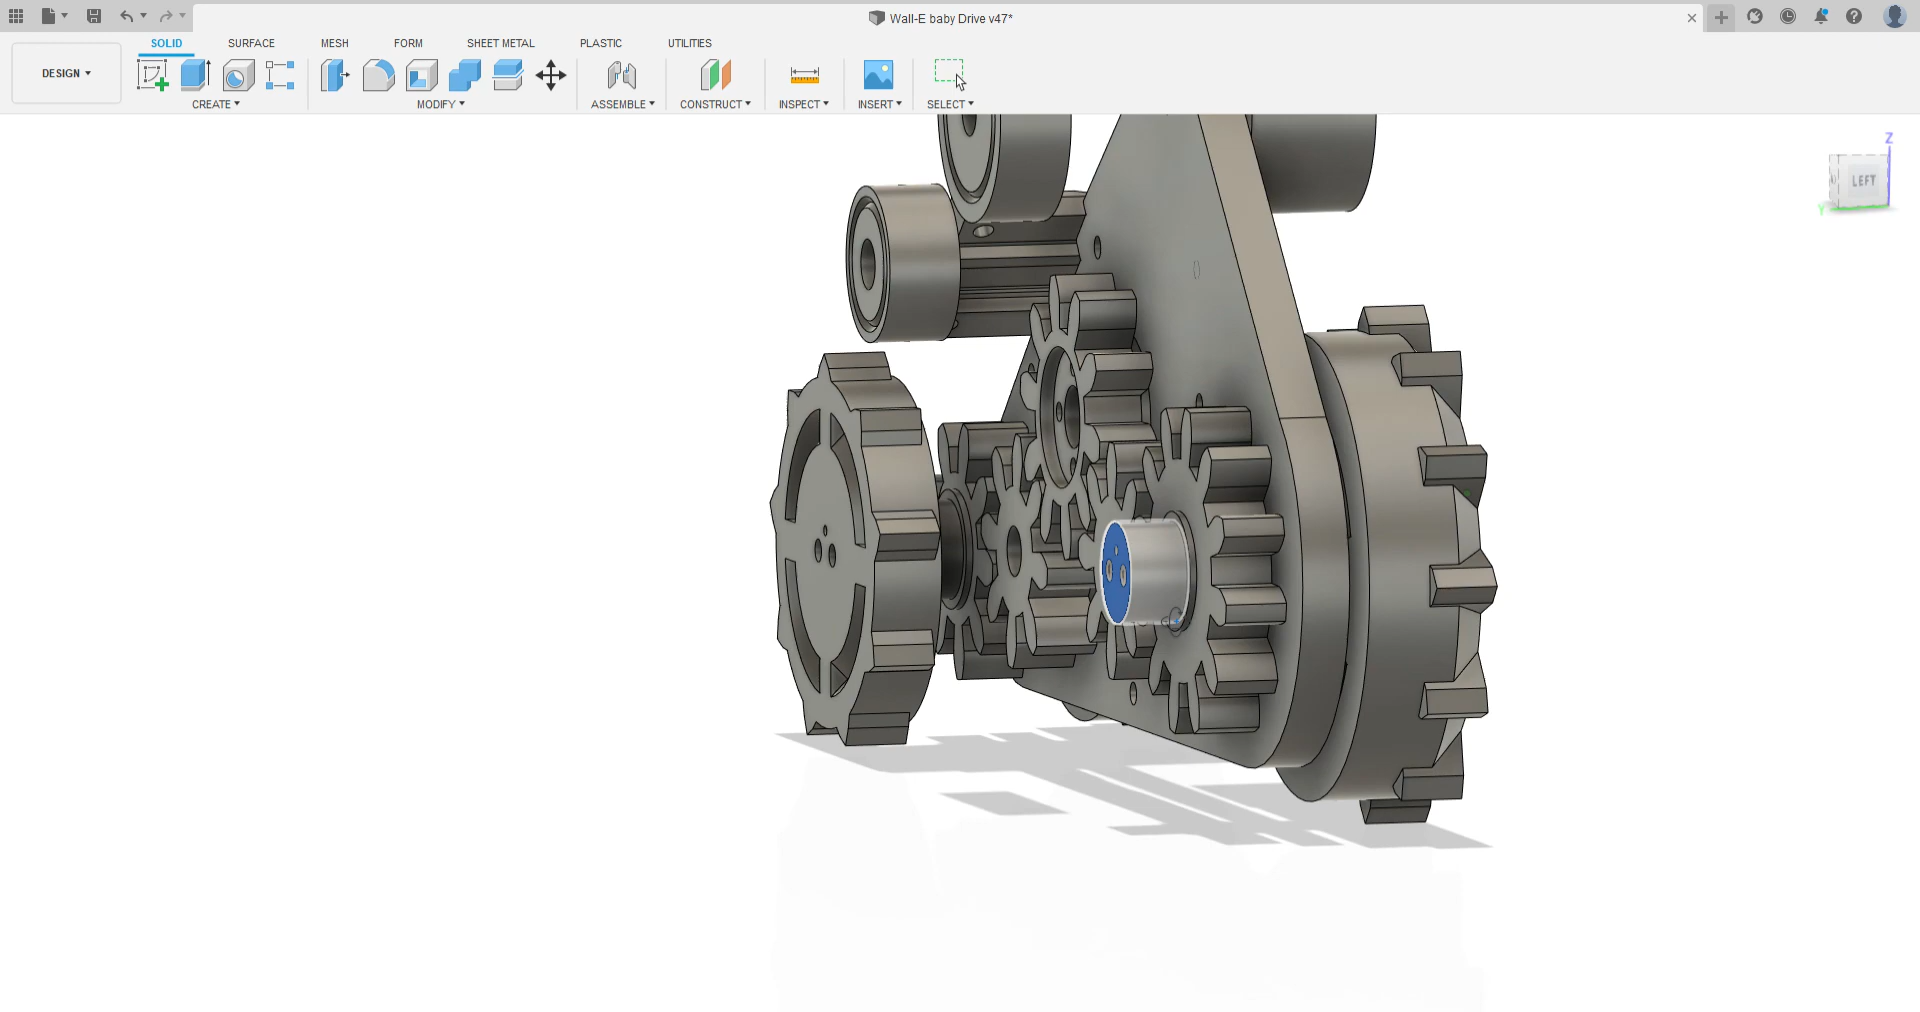 Wall-E baby Drive v47*
SOLID SURFACE MESH FORM SHEET METAL PLASTIC UTILITIES
DESIGN
CREATE MODIFY ASSEMBLE CONSTRUCT INSPECT INSERT SELECT
Z
LEFT
Y